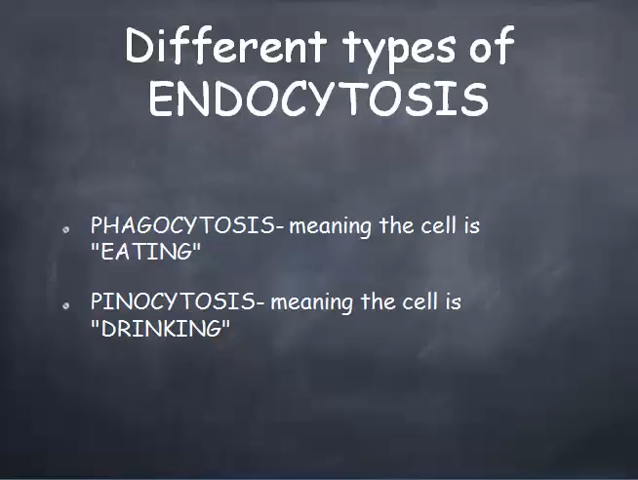 Different types of
ENDOCYTOSIS
PHAGOCYTOSIS- meaning the cell is
"EATING"
PINOCYTOSIS- meaning the cell is
"DRINKING"